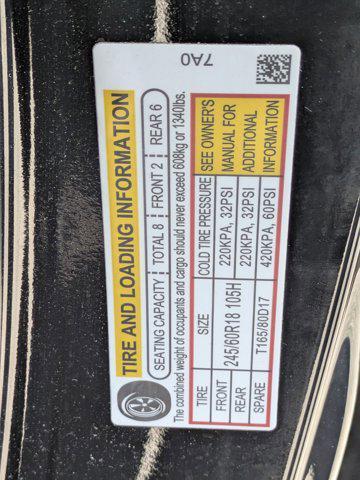 7A0
TIRE AND LOADING INFORMATION
SEATING CAPACITY | TOTAL 8 | FRONT 2 | REAR 6
The combined weight of occupants and cargo should never exceed 608kg or 1340lbs.
TIRE SIZE COLD TIRE PRESSURE SEE OWNER'S
FRONT 245/60R18 105H 220KPA, 32PSI MANUAL FOR
REAR 220KPA, 32PSI ADDITIONAL
SPARE T165/80D17 420KPA, 60PSI INFORMATION